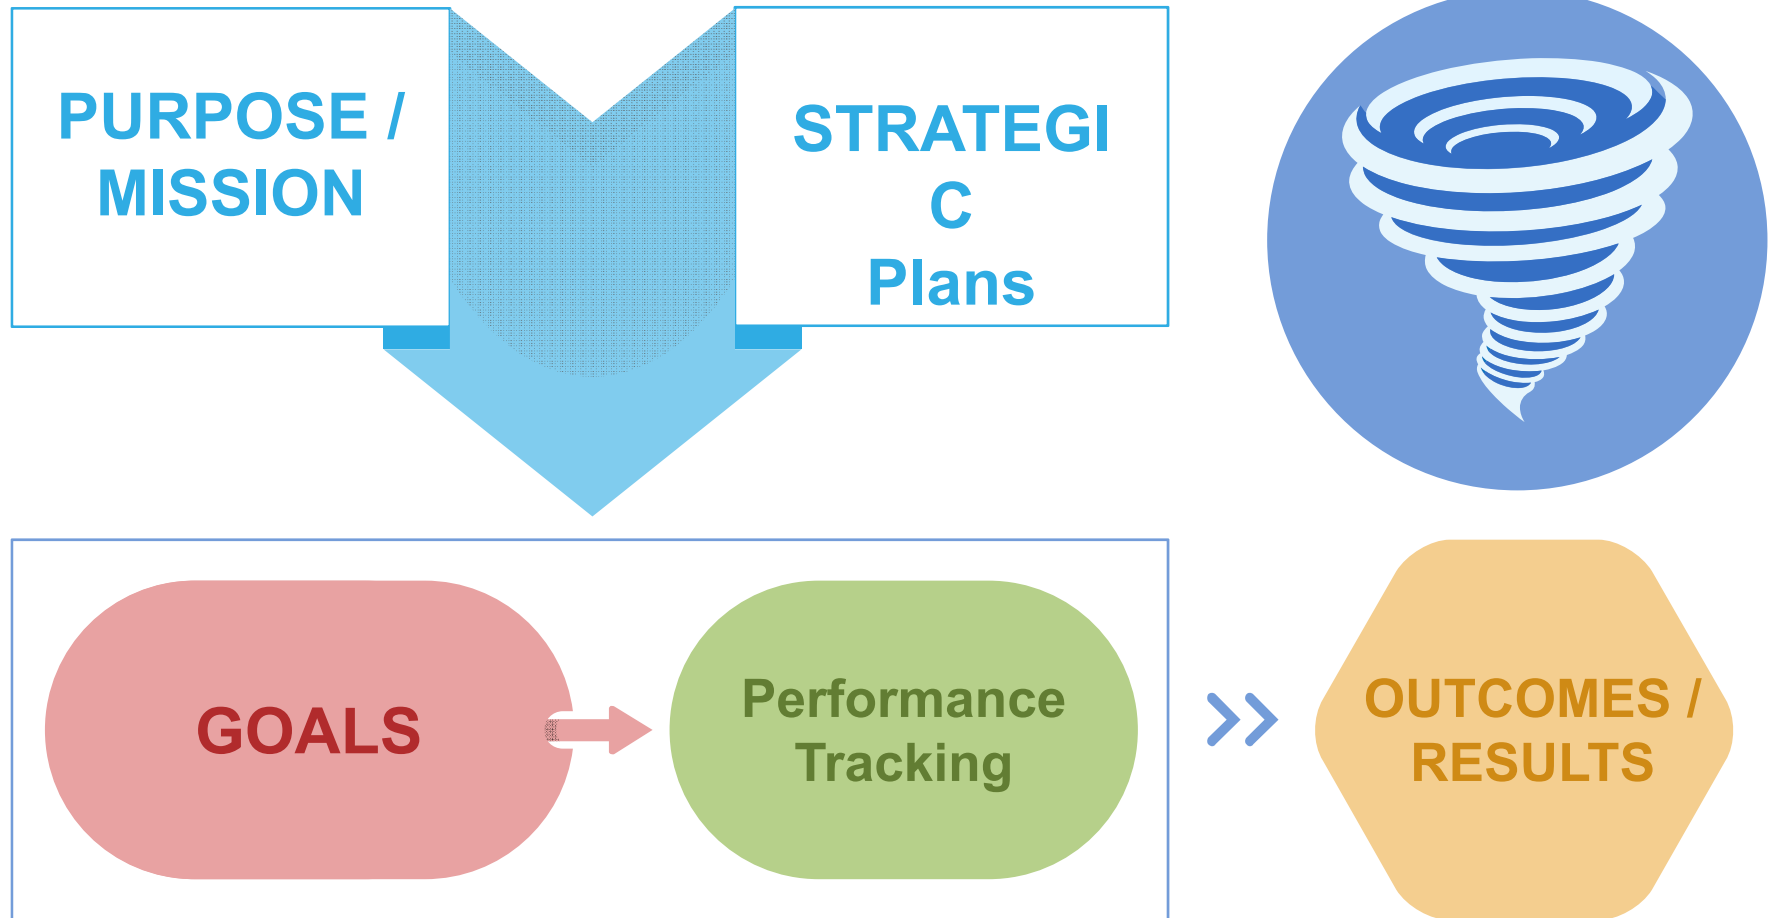 PURPOSE /
MISSION
STRATEGI
C
Plans
GOALS
Performance
Tracking
OUTCOMES /
RESULTS